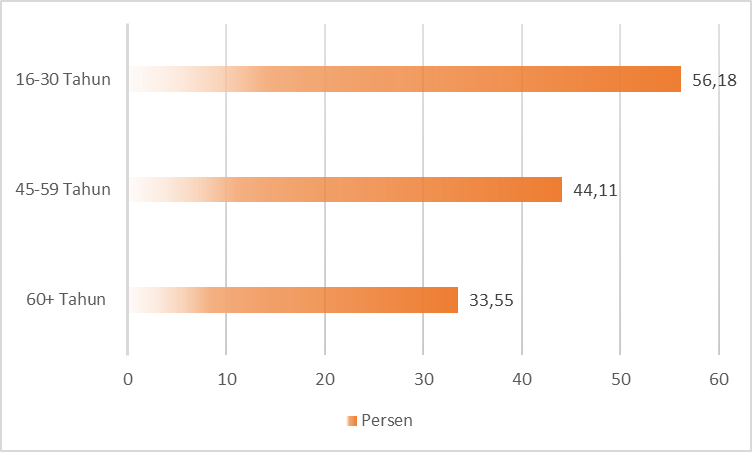 16-30 Tahun
56,18
45-59 Tahun
44,11
60+ Tahun
33,55
0 10 20 30 40 50 60
Persen